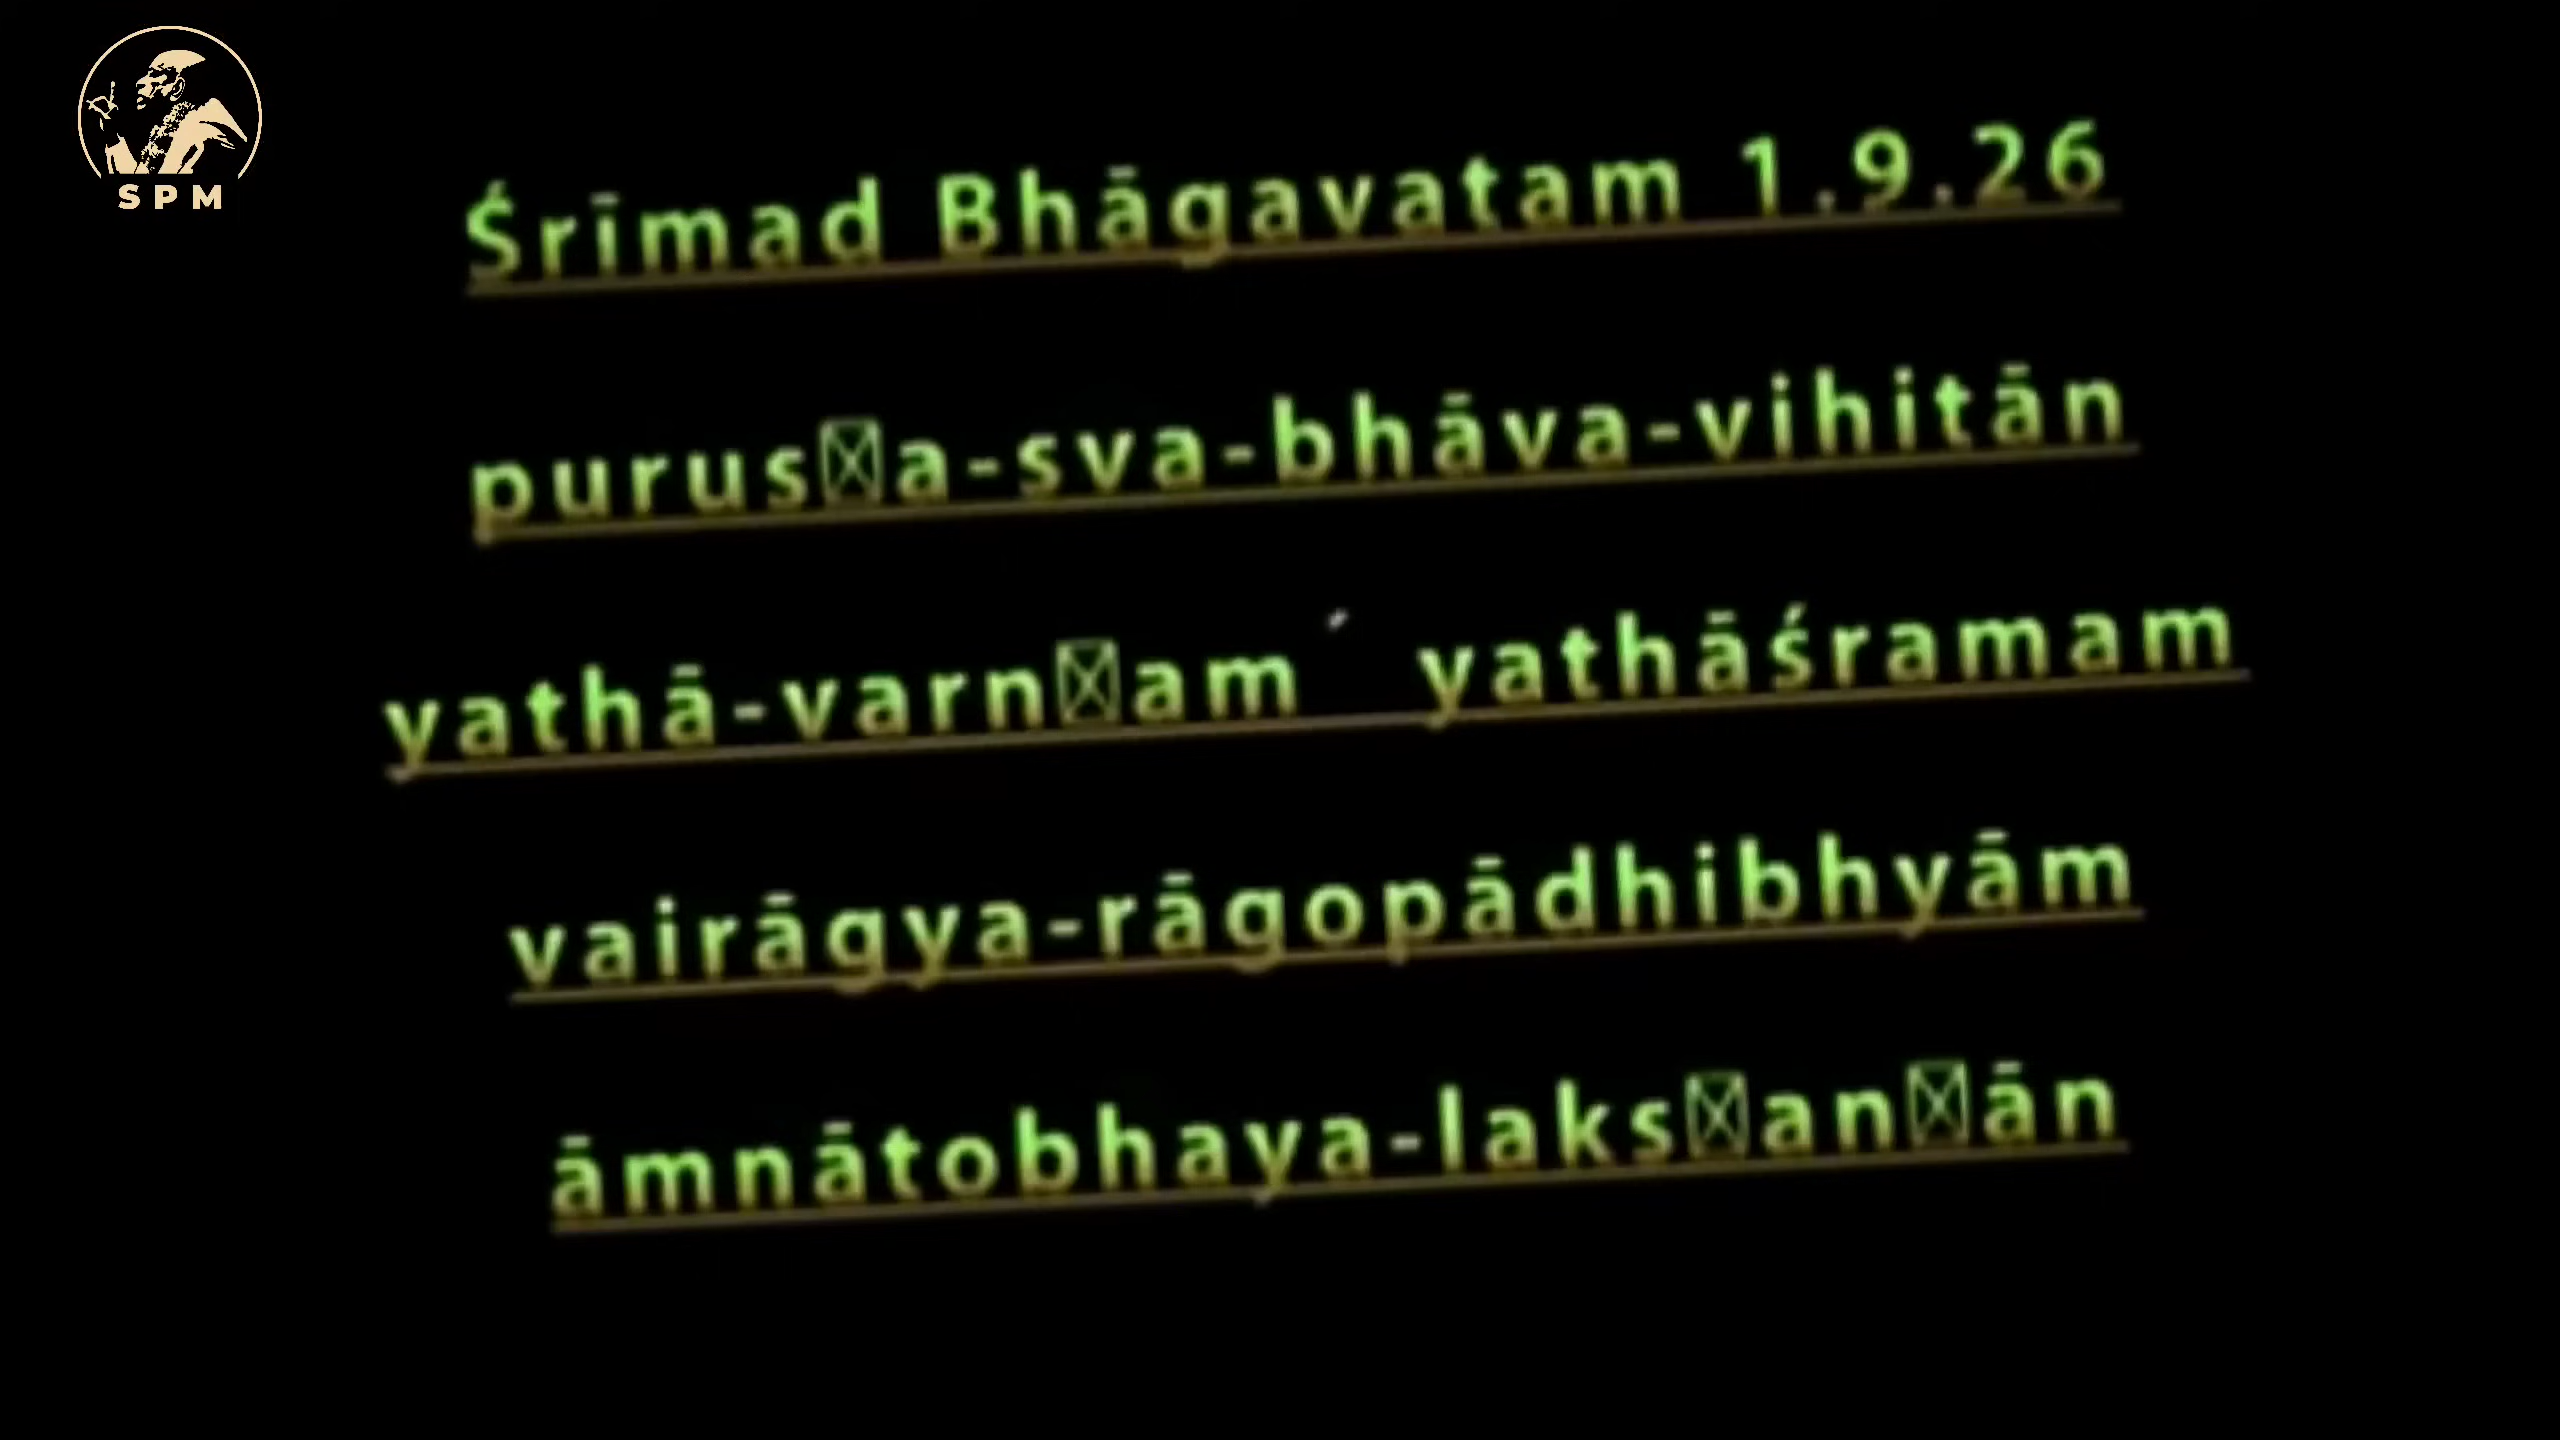 SPM
Śrīmad Bhāgavatam 1.9.26
purus☒a-sva-bhāva-vihitān
yathā-varn☒am ́ yathāśramam
vairāgya-rāgopādhibhyām
āmnātobhaya-laks☒an☒ān